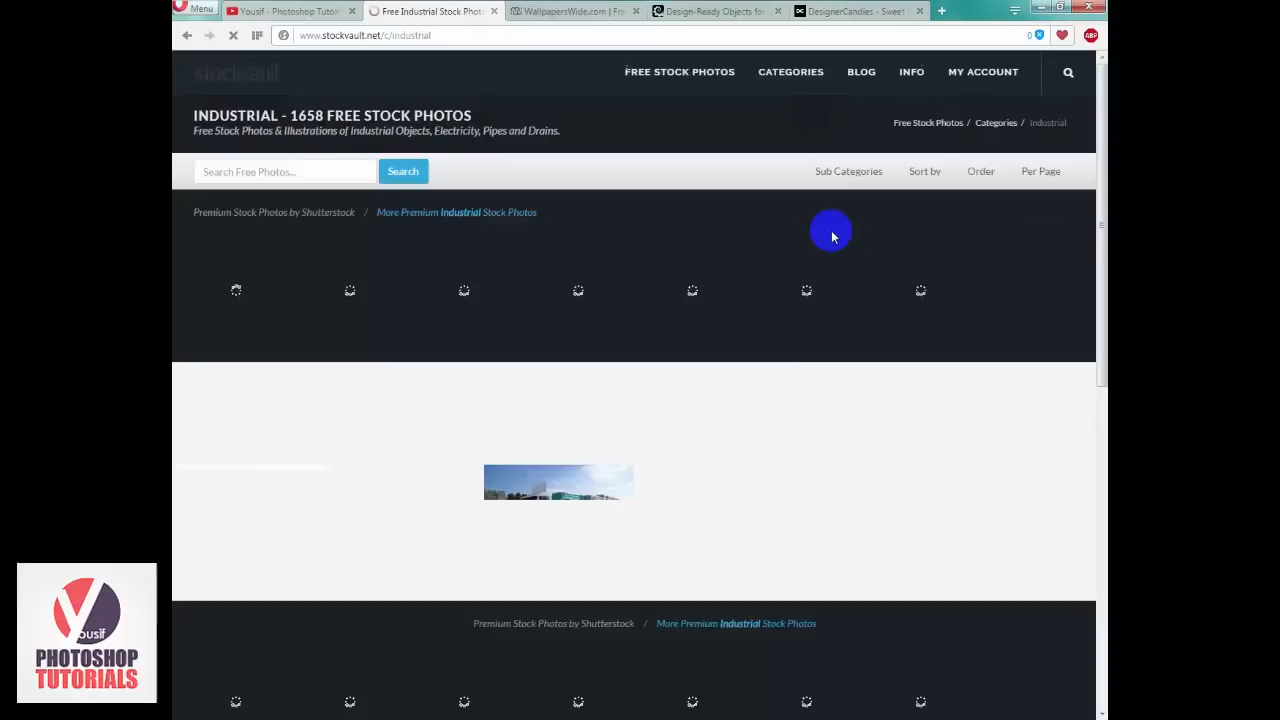 Menu
Yousif - Photoshop Tutor
Free Industrial Stock Phot
WallpapersWide.com | Fre
Design-Ready Objects for
DesignerCandies - Sweet
www.stockvault.net/c/industrial
0
ABP
stockvault
FREE STOCK PHOTOS
CATEGORIES
BLOG
INFO
MY ACCOUNT
INDUSTRIAL - 1658 FREE STOCK PHOTOS
Free Stock Photos & Illustrations of Industrial Objects, Electricity, Pipes and Drains.
Free Stock Photos / Categories / Industrial
Search Free Photos...
Search
Sub Categories
Sort by
Order
Per Page
Premium Stock Photos by Shutterstock / More Premium Industrial Stock Photos
Premium Stock Photos by Shutterstock / More Premium Industrial Stock Photos
Yousif
PHOTOSHOP
TUTORIALS